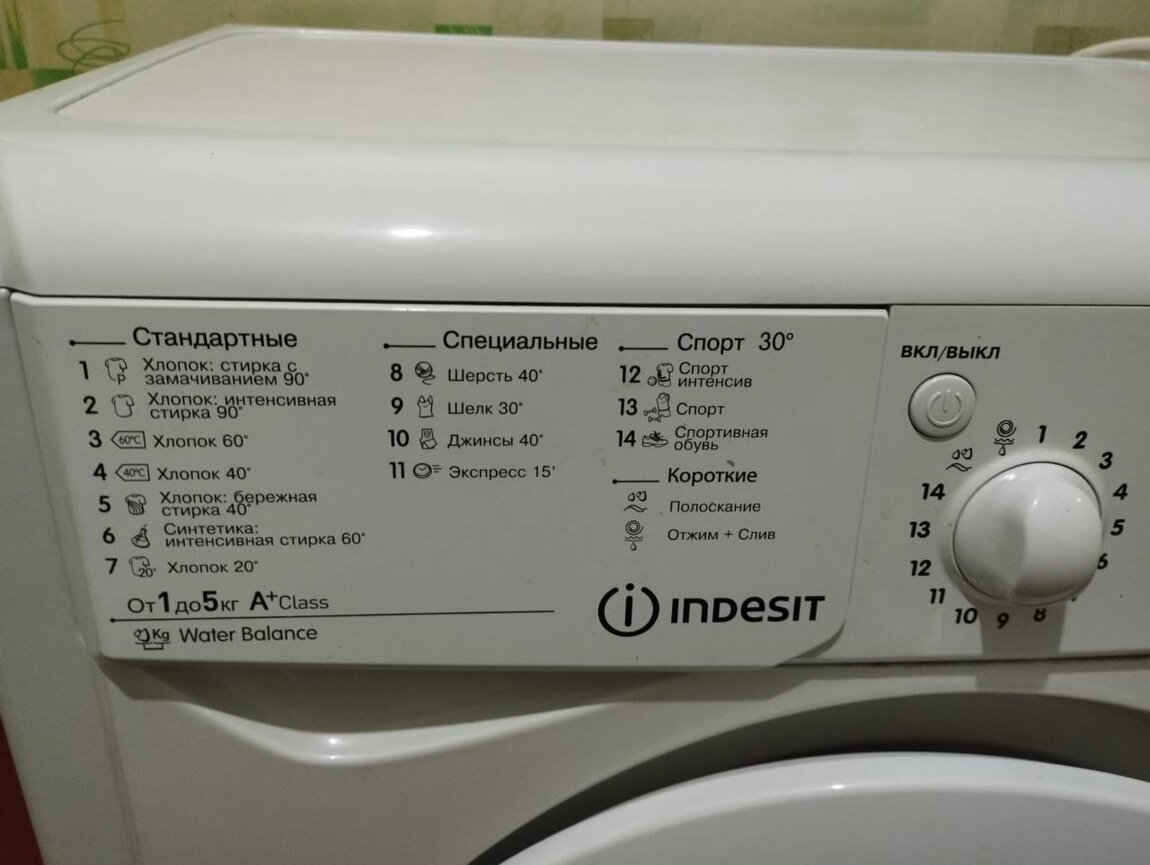 Стандартные
1 Хлопок: стирка с
замачиванием 90°
2 Хлопок: интенсивная
стирка 90°
3 60°C Хлопок 60°
4 40°C Хлопок 40°
5 Хлопок: бережная
стирка 40°
6 Синтетика:
интенсивная стирка 60°
7 20° Хлопок 20°
От 1 до 5 кг A+ Class
Kg Water Balance
Специальные
8 Шерсть 40°
9 Шелк 30°
10 Джинсы 40°
11 Экспресс 15'
Спорт 30°
12 Спорт
интенсив
13 Спорт
14 Спортивная
обувь
Короткие
Полоскание
Отжим + Слив
INDESIT
ВКЛ/ВЫКЛ
1
2
3
4
5
6
8
9
10
11
12
13
14